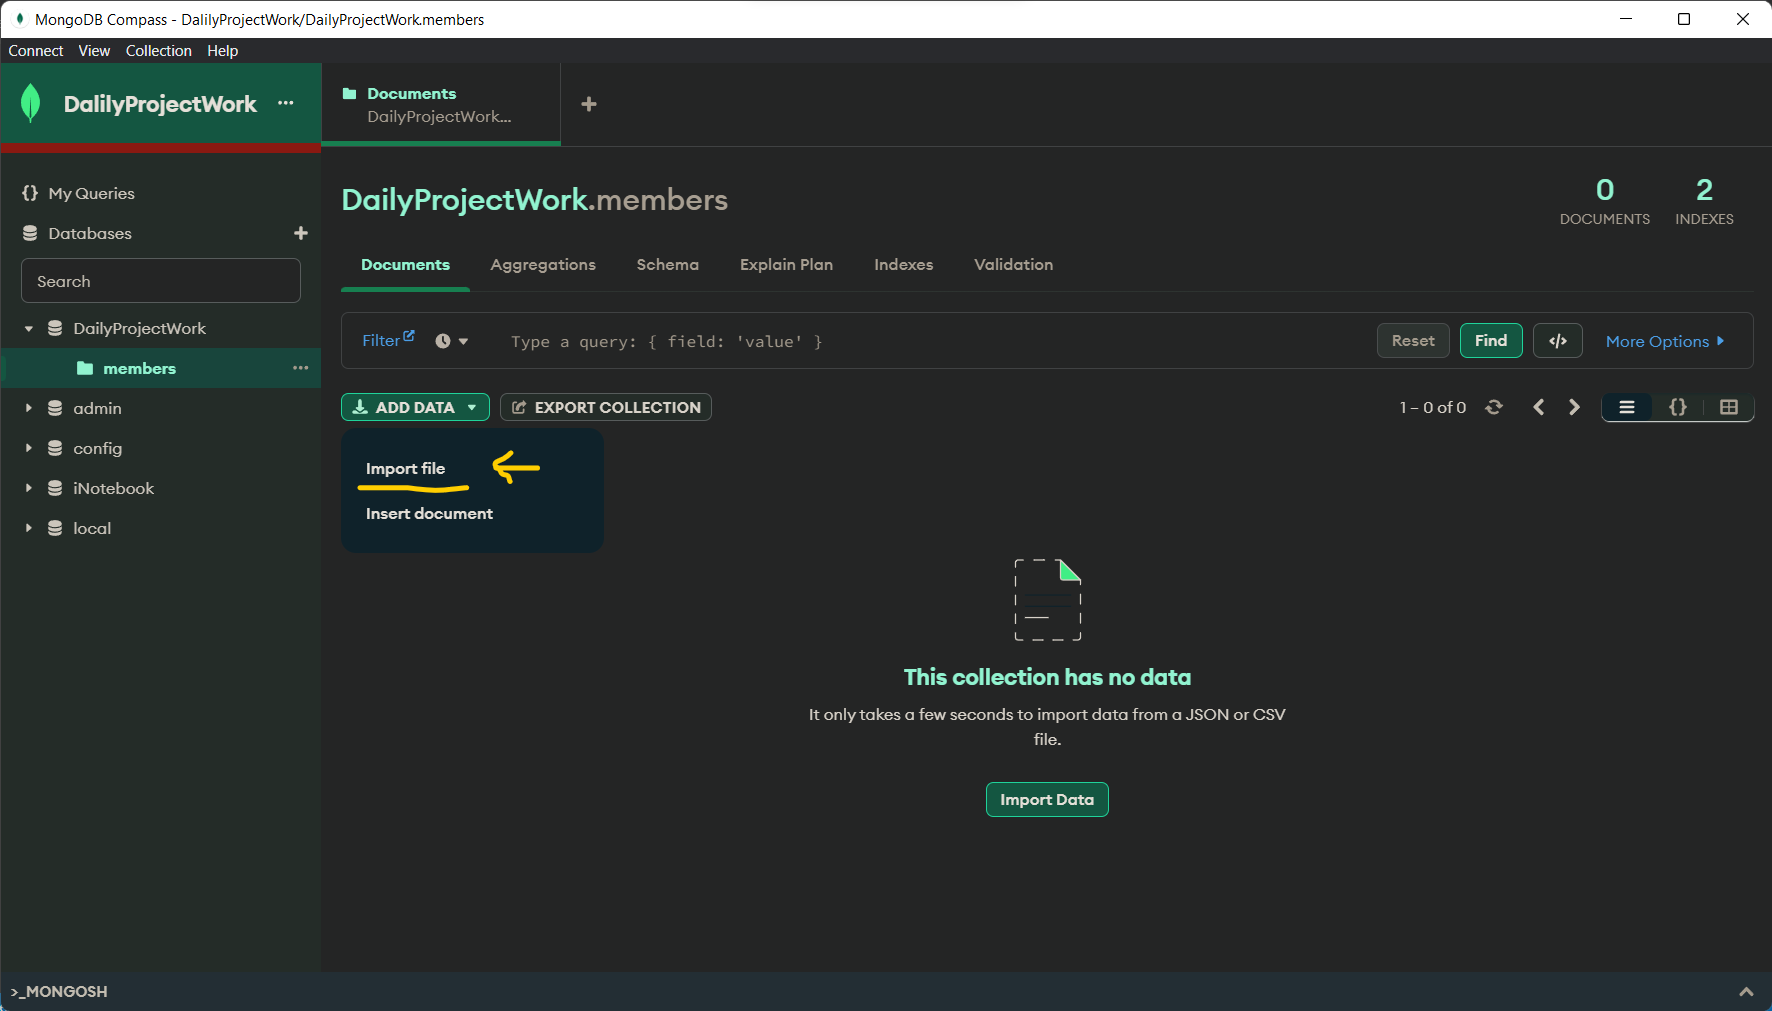 MongoDB Compass - DalilyProjectWork/DailyProjectWork.members
Connect View Collection Help
DalilyProjectWork ...
Documents
DailyProjectWork...
+
My Queries
Databases +
Search
DailyProjectWork
members ...
admin
config
iNotebook
local
DailyProjectWork.members
0
DOCUMENTS
2
INDEXES
Documents Aggregations Schema Explain Plan Indexes Validation
Filter Type a query: { field: 'value' } Reset Find </> More Options
ADD DATA EXPORT COLLECTION 1 – 0 of 0 {}
Import file
Insert document
This collection has no data
It only takes a few seconds to import data from a JSON or CSV
file.
Import Data
>_MONGOSH